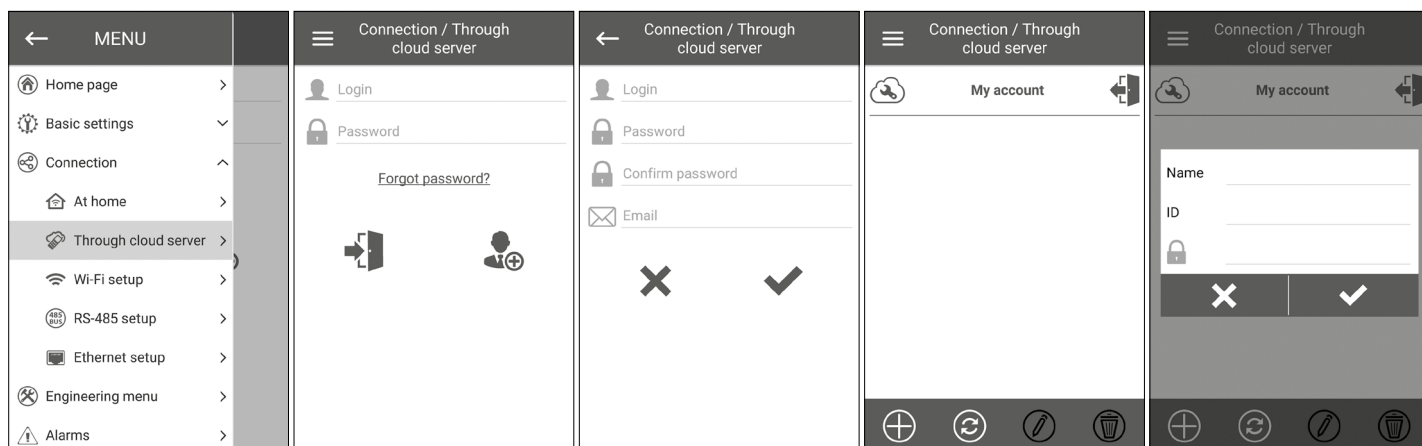 MENU
Home page
Basic settings
Connection
At home
Through cloud server
Wi-Fi setup
485
BUS
RS-485 setup
Ethernet setup
Engineering menu
Alarms
Connection / Through
cloud server
Login
Password
Forgot password?
Connection / Through
cloud server
Login
Password
Confirm password
Email
Connection / Through
cloud server
My account
Connection / Through
cloud server
My account
Name
ID